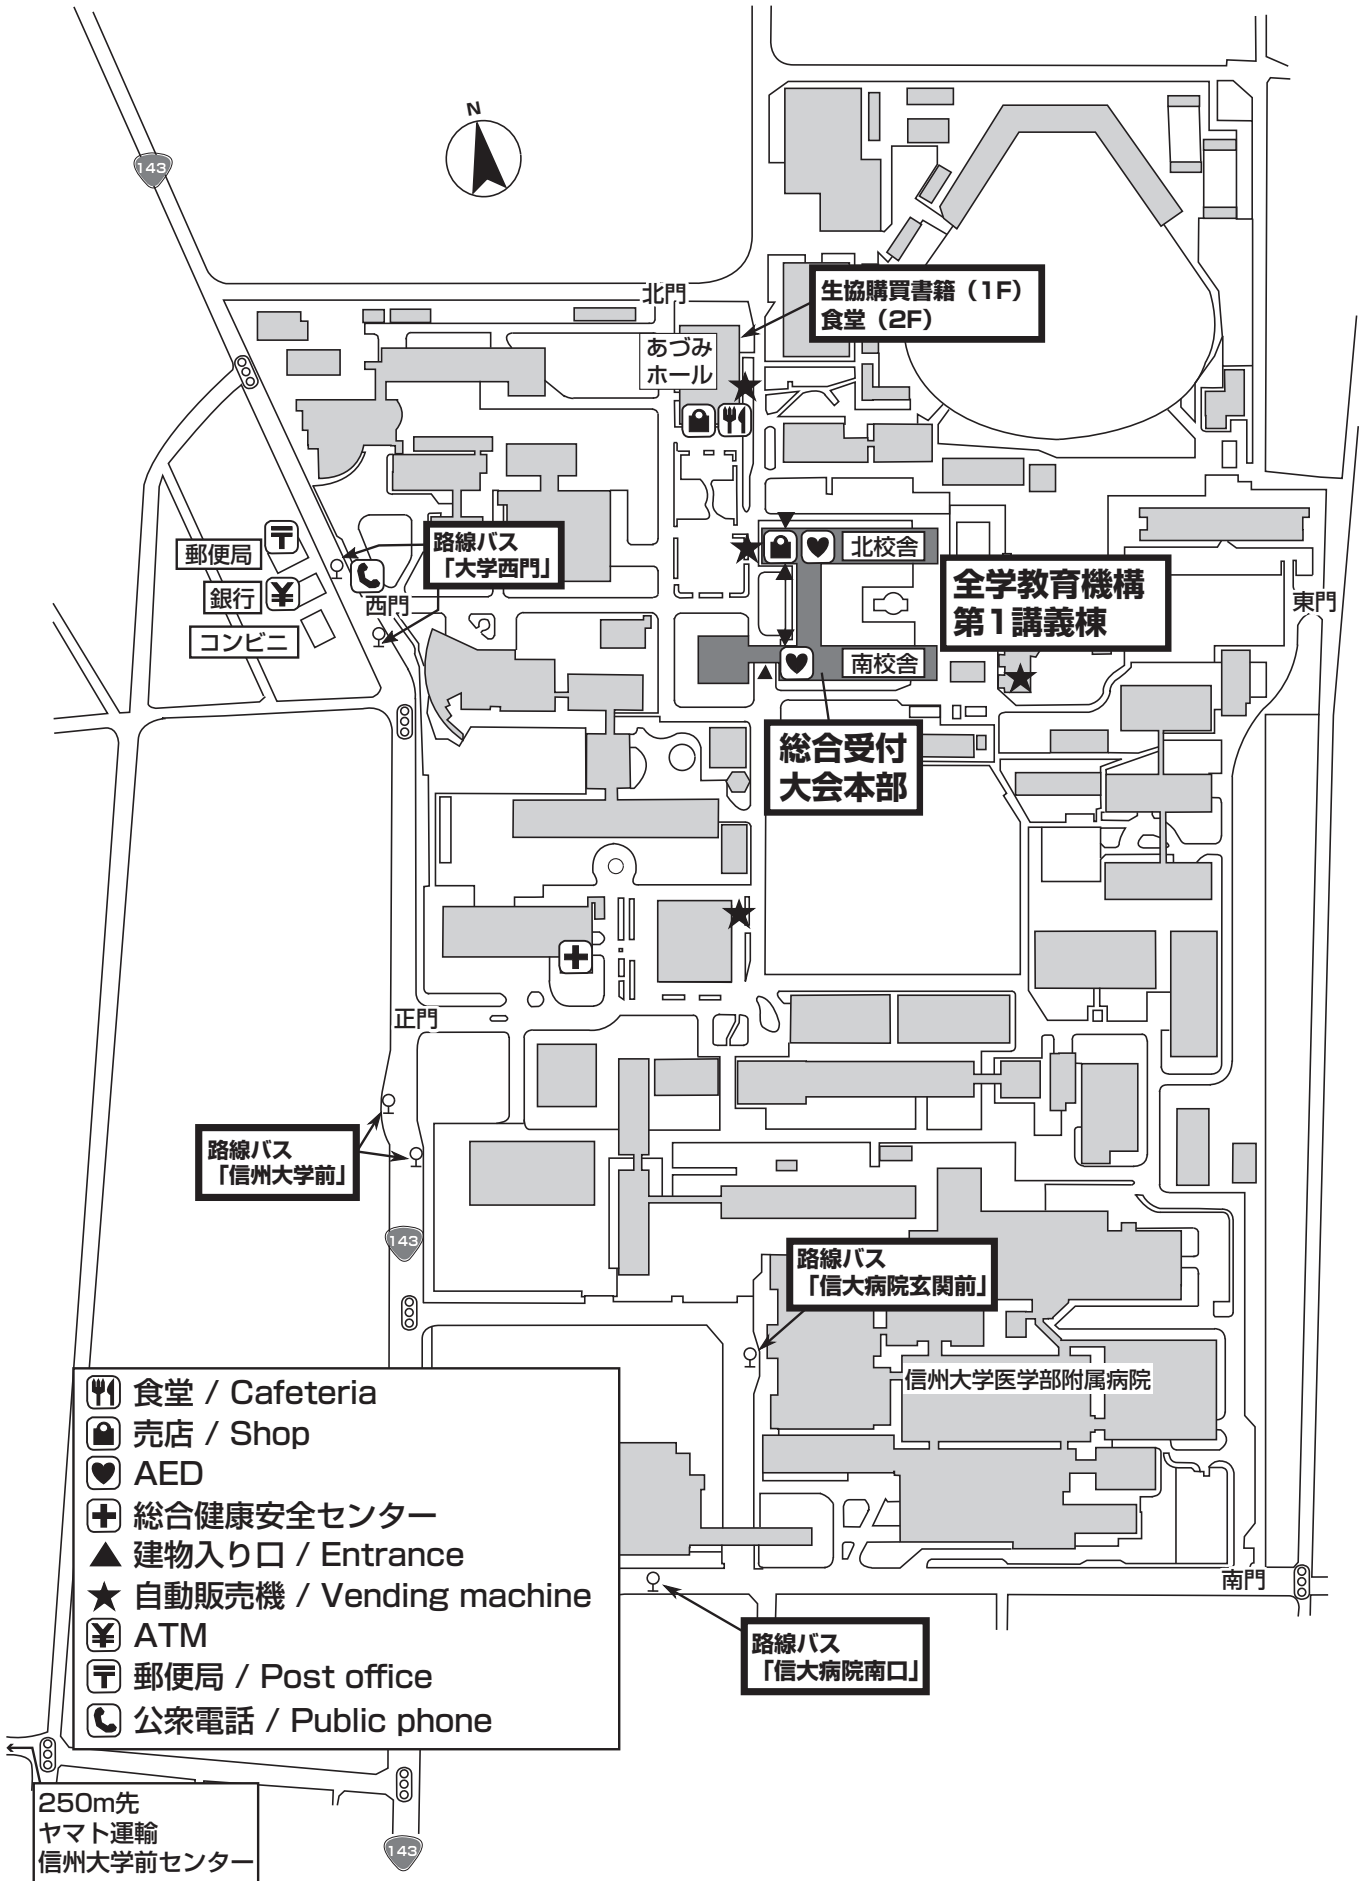 N
143
北門
生協購買書籍（1F）
食堂（2F）
あづみ
ホール
郵便局
銀行
コンビニ
路線バス
「大学西門」
西門
北校舎
全学教育機構
第1講義棟
東門
南校舎
総合受付
大会本部
正門
路線バス
「信州大学前」
143
路線バス
「信大病院玄関前」
信州大学医学部附属病院
食堂 / Cafeteria
売店 / Shop
AED
総合健康安全センター
建物入り口 / Entrance
自動販売機 / Vending machine
ATM
郵便局 / Post office
公衆電話 / Public phone
南門
路線バス
「信大病院南口」
250m先
ヤマト運輸
信州大学前センター
143